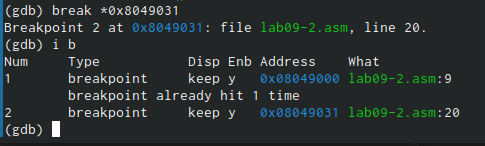 (gdb) break *0x8049031
Breakpoint 2 at 0x8049031: file lab09-2.asm, line 20.
(gdb) i b
Num     Type           Disp Enb Address    What
1       breakpoint     keep y   0x08049000 lab09-2.asm:9
        breakpoint already hit 1 time
2       breakpoint     keep y   0x08049031 lab09-2.asm:20
(gdb)